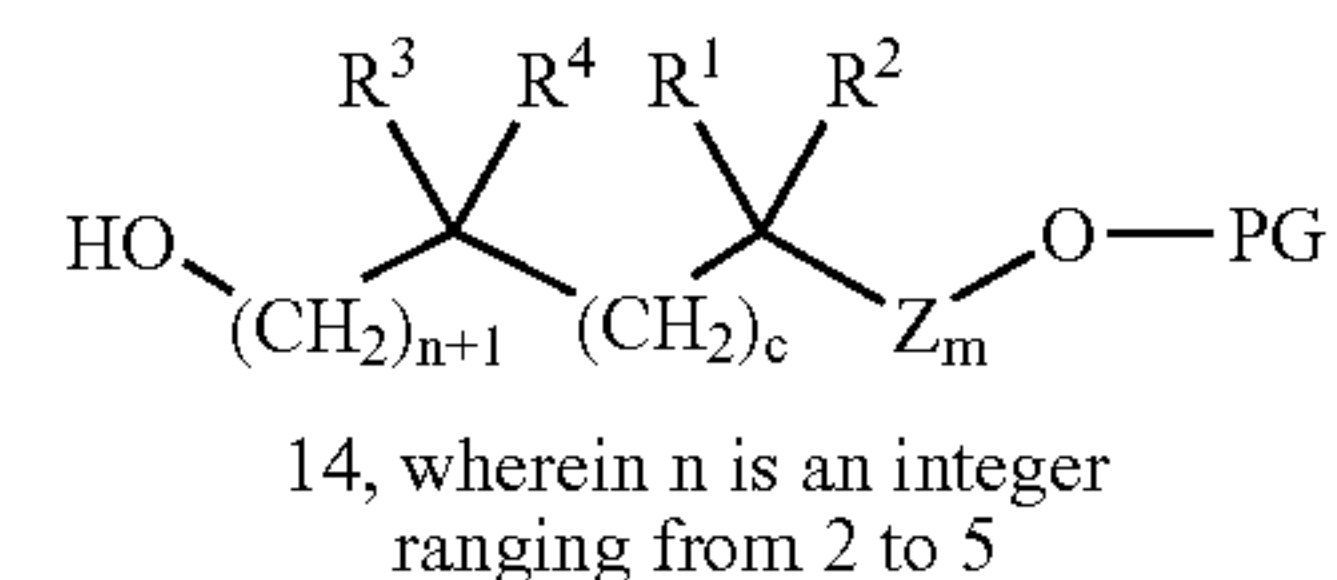 R³ R⁴ R¹ R²
HO O—PG
(CH₂)ₙ₊₁ (CH₂)c Zₘ
14, wherein n is an integer
ranging from 2 to 5